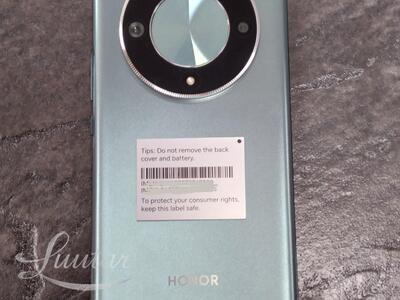 Tips: Do not remove the back
cover and battery.
To protect your consumer rights,
keep this label safe.
HONOR
Luutar